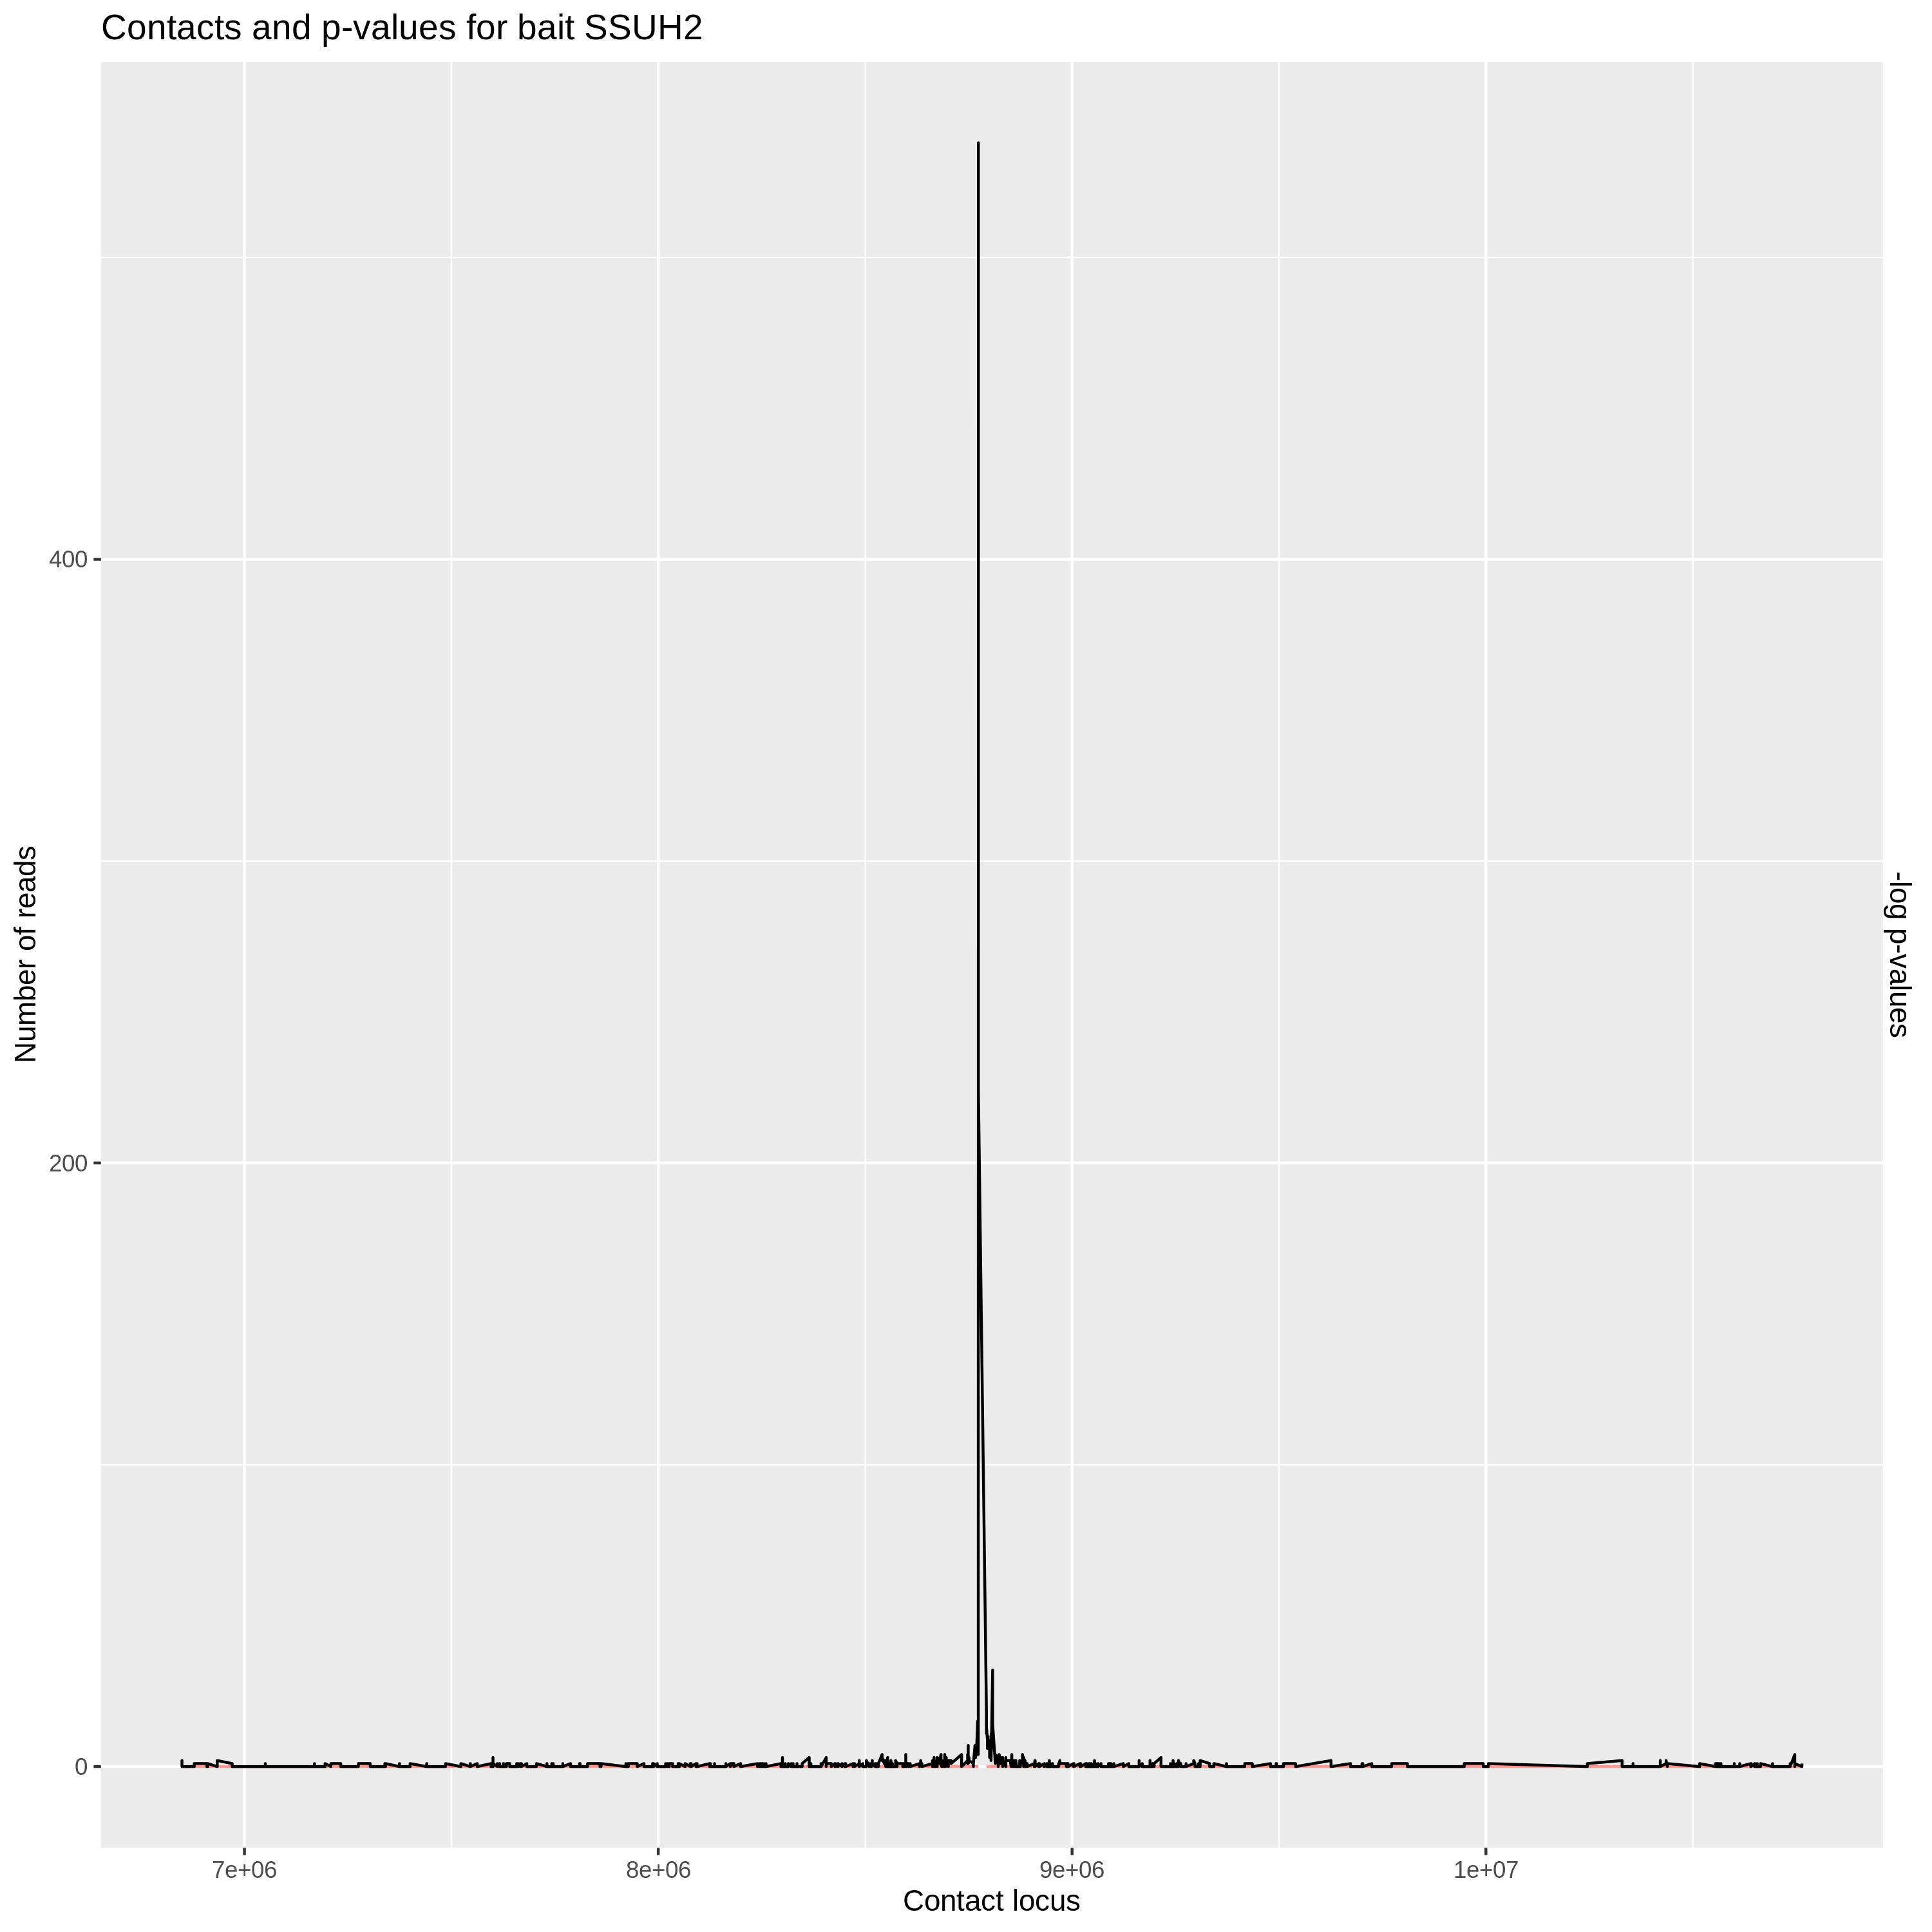 Contacts and p-values for bait SSUH2
400
200
0
Number of reads
-log p-values
7e+06 8e+06 9e+06 1e+07
Contact locus